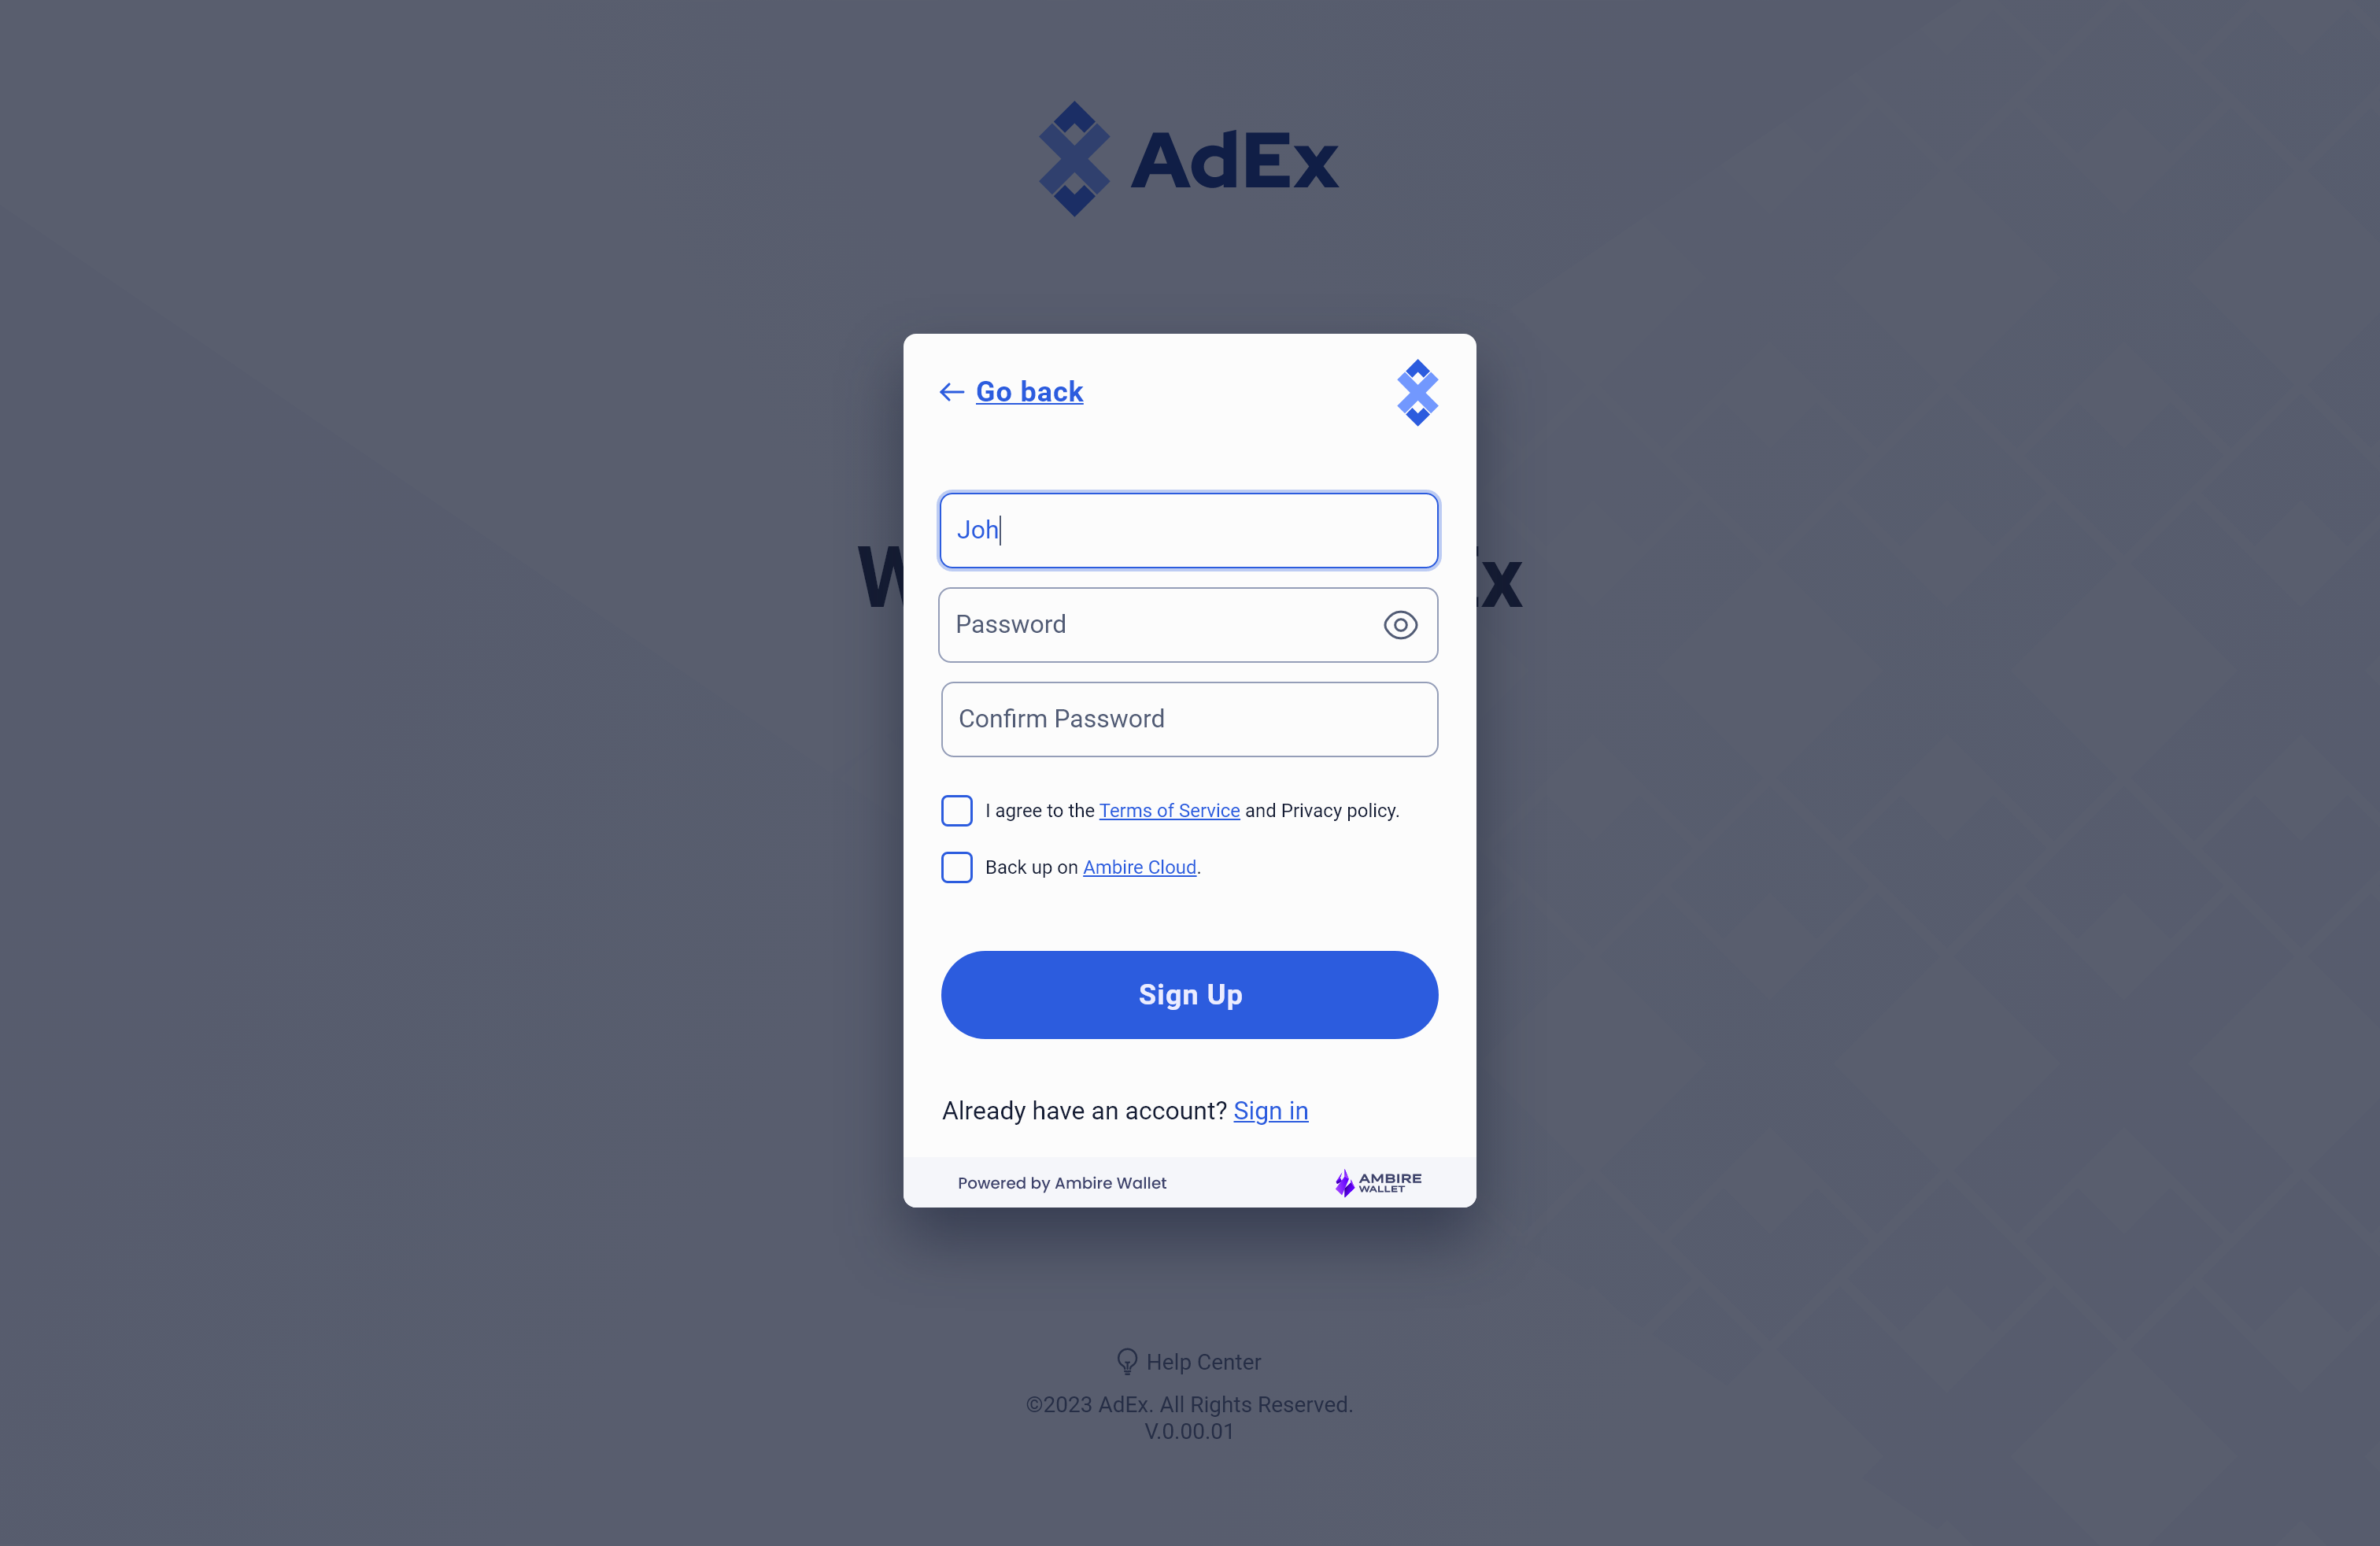 AdEx
Go back
Joh
Password
Confirm Password
I agree to the Terms of Service and Privacy policy.
Back up on Ambire Cloud.
Sign Up
Already have an account? Sign in
Powered by Ambire Wallet
AMBIRE
WALLET
Help Center
©2023 AdEx. All Rights Reserved.
V.0.00.01